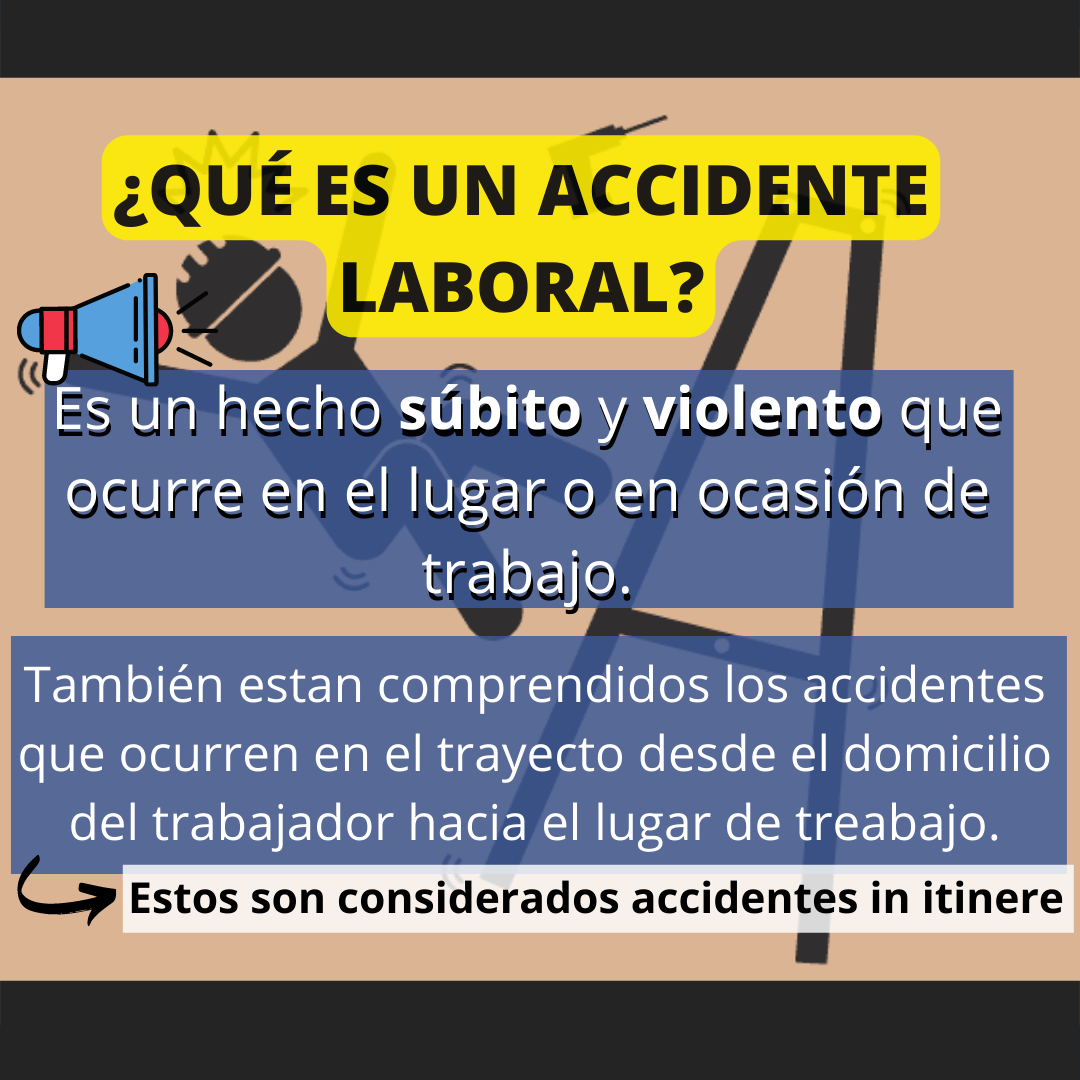 ¿QUÉ ES UN ACCIDENTE
LABORAL?
Es un hecho súbito y violento que
ocurre en el lugar o en ocasión de
trabajo.
También estan comprendidos los accidentes
que ocurren en el trayecto desde el domicilio
del trabajador hacia el lugar de treabajo.
Estos son considerados accidentes in itinere